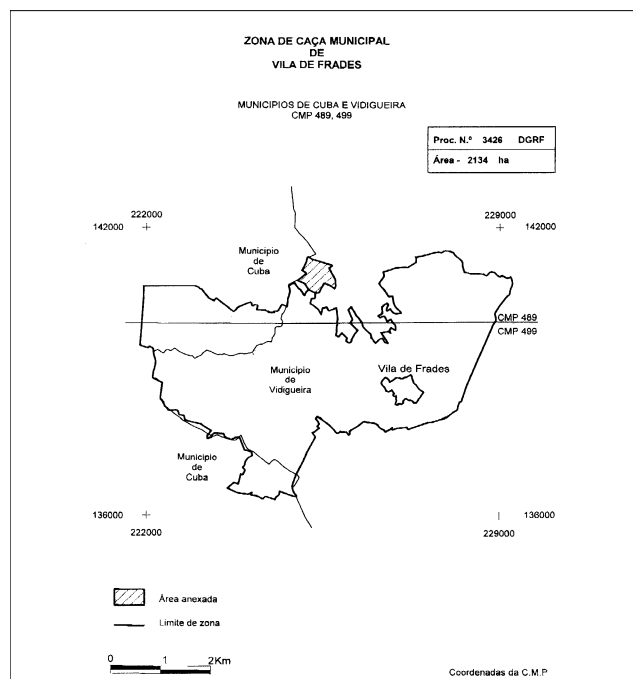 ZONA DE CAÇA MUNICIPAL
DE
VILA DE FRADES
MUNICIPIOS DE CUBA E VIDIGUEIRA
CMP 489, 499
Proc. N.º 3426 DGRF
Área - 2134 ha
222000
229000
142000
142000
Municipio
de
Cuba
CMP 489
CMP 499
Municipio
de
Vidigueira
Vila de Frades
Municipio
de
Cuba
136000
136000
222000
229000
Área anexada
Limite de zona
0 1 2Km
Coordenadas da C.M.P